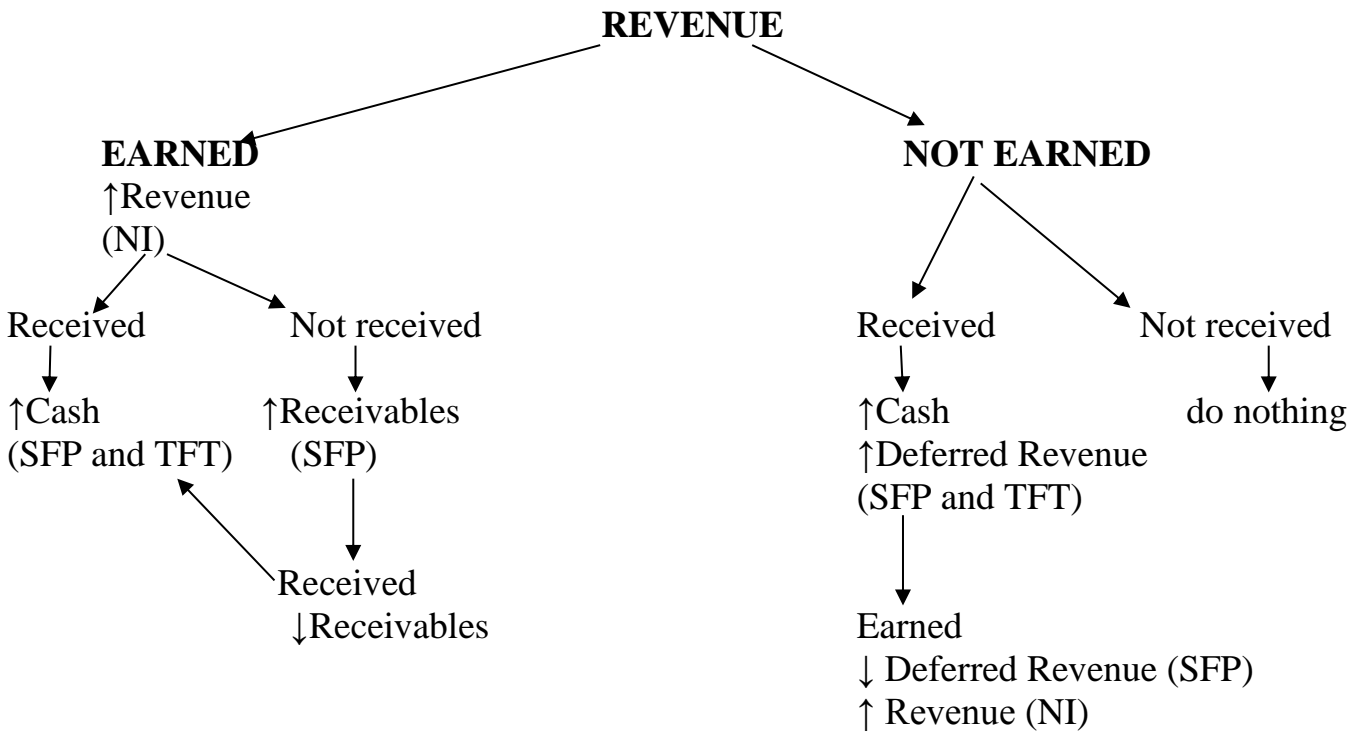 REVENUE
EARNED
↑Revenue
(NI)
Received
↑Cash
(SFP and TFT)
Not received
↑Receivables
(SFP)
Received
↓Receivables
NOT EARNED
Received
↑Cash
↑Deferred Revenue
(SFP and TFT)
Earned
↓ Deferred Revenue (SFP)
↑ Revenue (NI)
Not received
do nothing